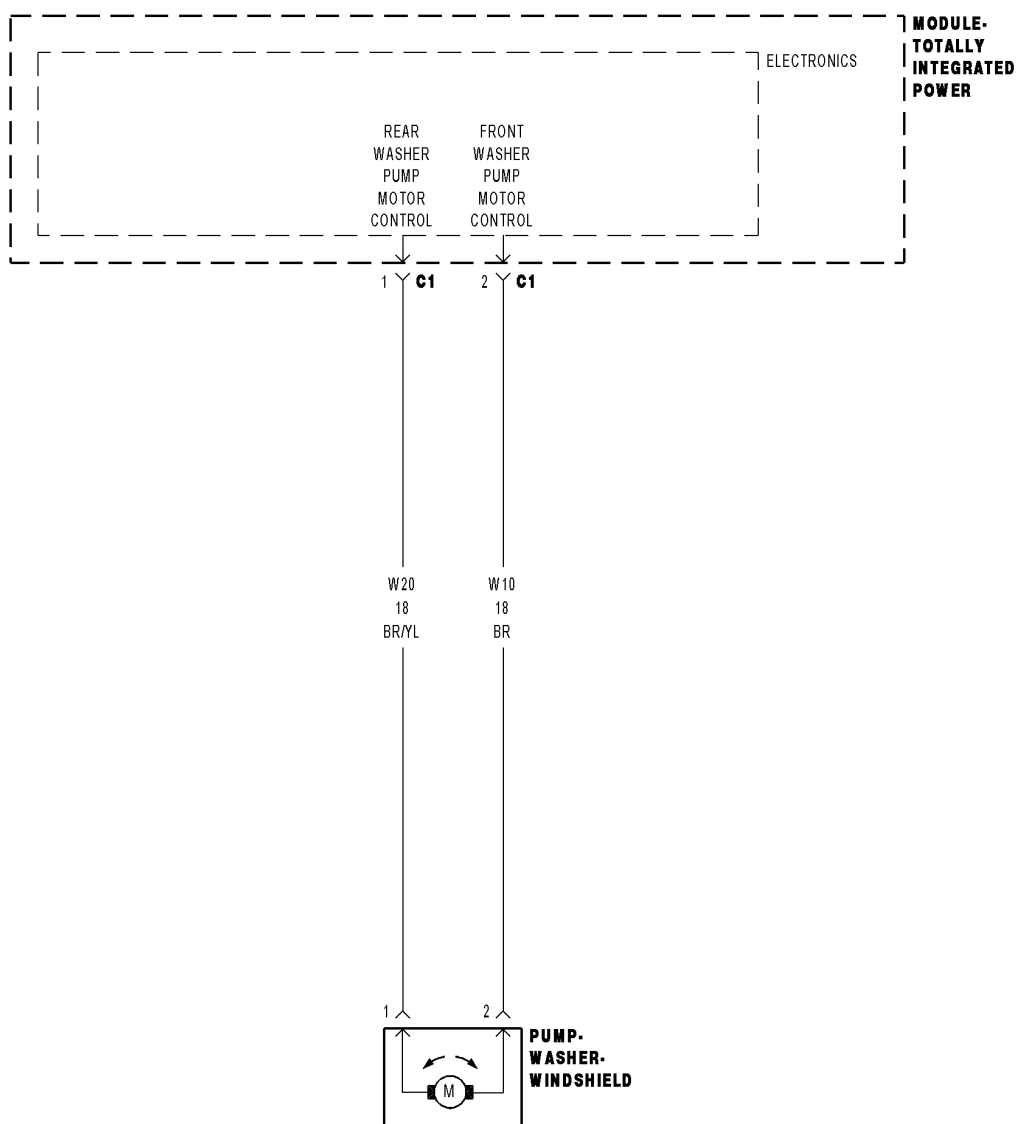 MODULE-
TOTALLY
INTEGRATED
POWER
ELECTRONICS
REAR
WASHER
PUMP
MOTOR
CONTROL
FRONT
WASHER
PUMP
MOTOR
CONTROL
1 C1
2 C1
W20
18
BR/YL
W10
18
BR
1
2
PUMP-
WASHER-
WINDSHIELD
M